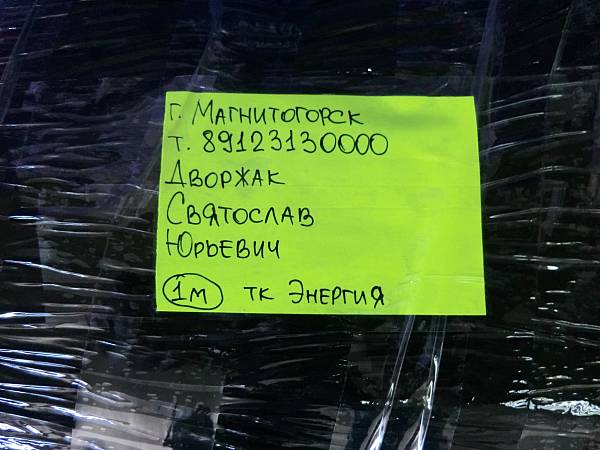 г. Магнитогорск
т. 89123130000
Дворжак
Святослав
Юрьевич
1м ТК Энергия